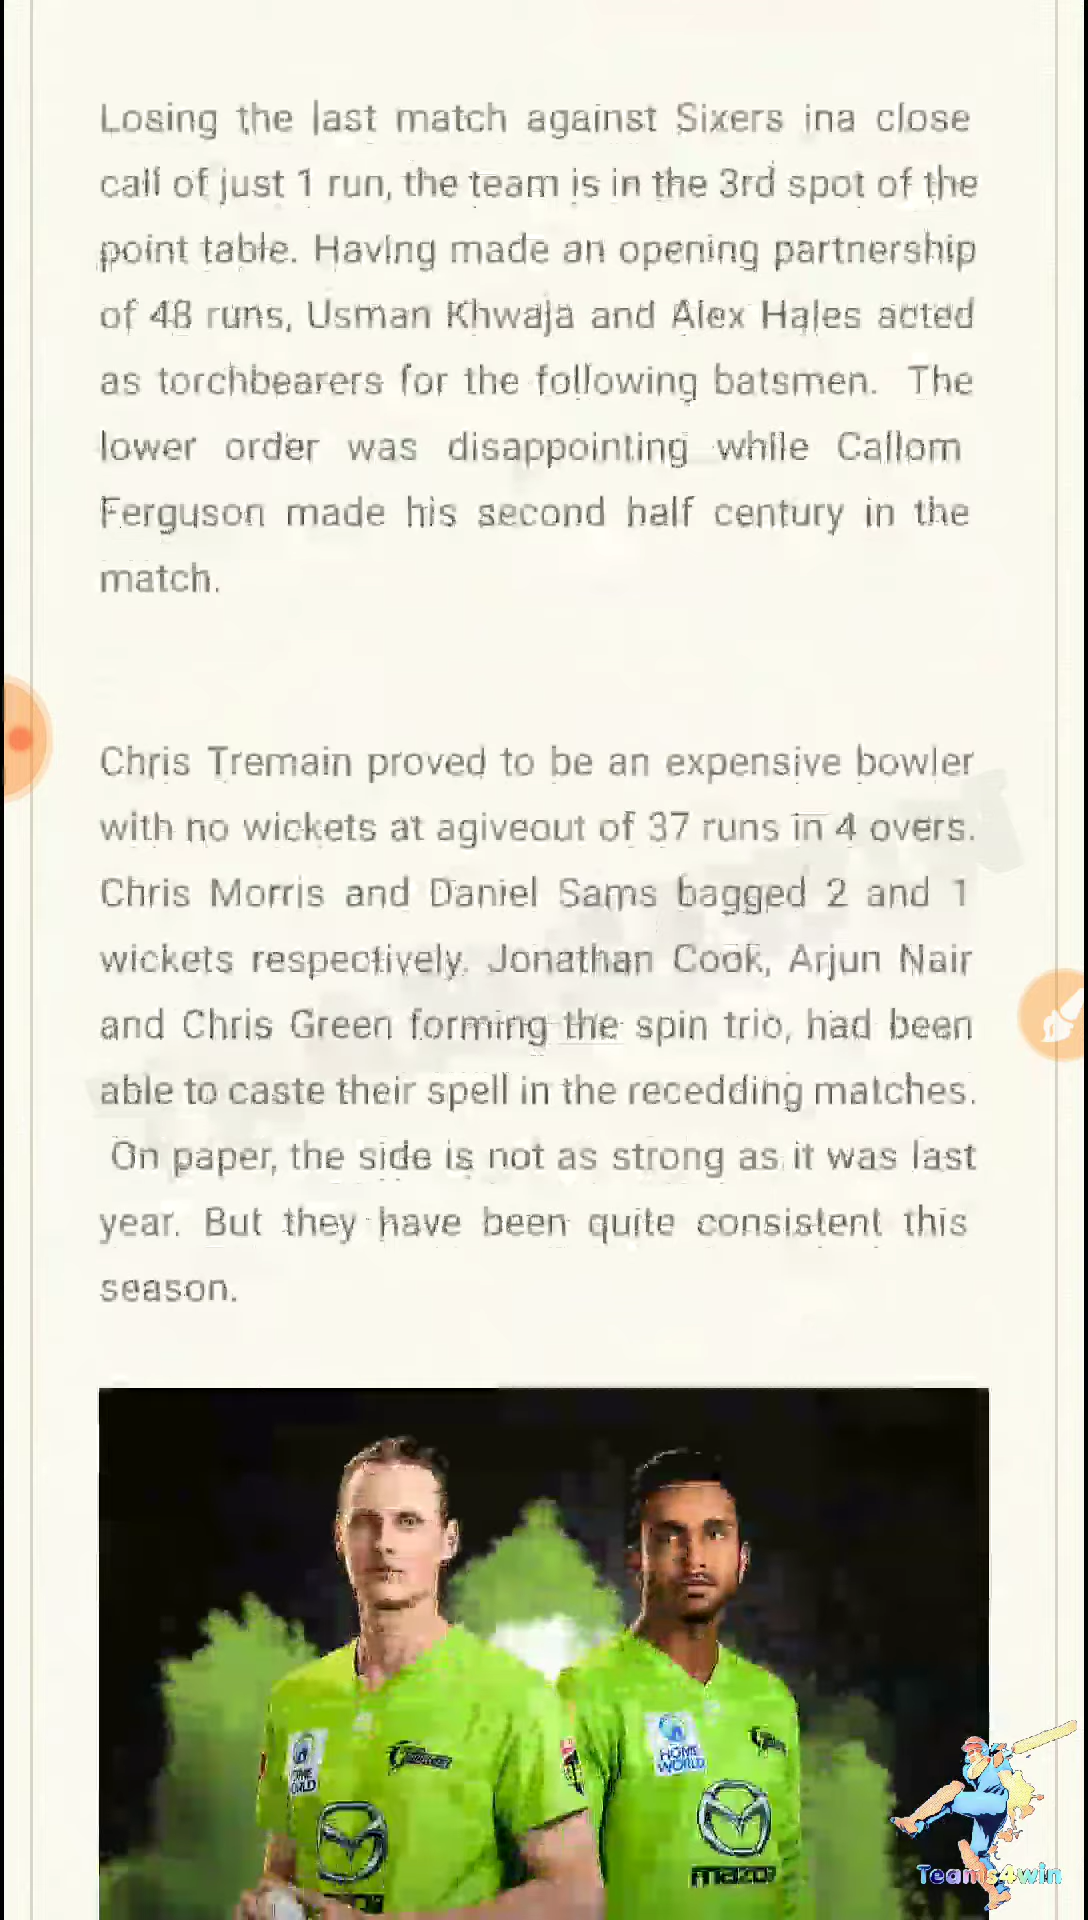 Losing the last match against Sixers ina close
call of just 1 run, the team is in the 3rd spot of the
point table. Having made an opening partnership
of 48 runs, Usman Khwaja and Alex Hales acted
as torchbearers for the following batsmen. The
lower order was disappointing while Callom
Ferguson made his second half century in the
match.
Chris Tremain proved to be an expensive bowler
with no wickets at agiveout of 37 runs in 4 overs.
Chris Morris and Daniel Sams bagged 2 and 1
wickets respectively. Jonathan Cook, Arjun Nair
and Chris Green forming the spin trio, had been
able to caste their spell in the recedding matches.
On paper, the side is not as strong as it was last
year. But they have been quite consistent this
season.
HOME
WORLD
mazda
Teams4win